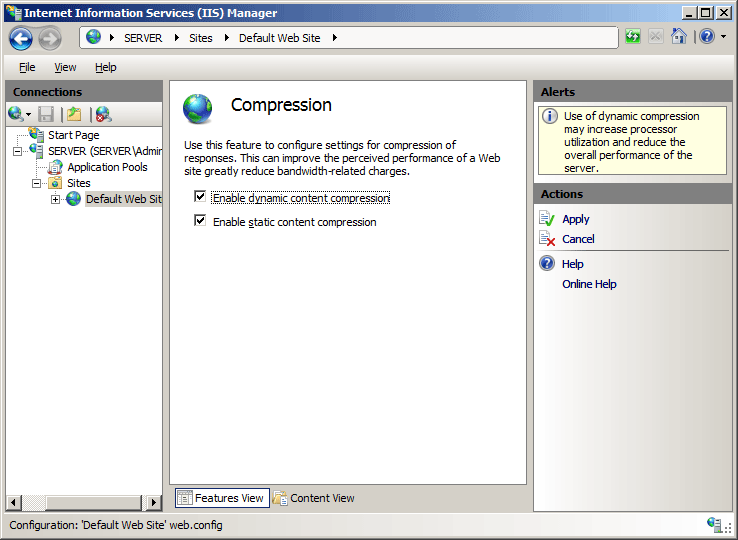 Internet Information Services (IIS) Manager
SERVER Sites Default Web Site
File View Help
Connections
Start Page
SERVER (SERVER\Admin
Application Pools
Sites
Default Web Sit
Compression
Use this feature to configure settings for compression of
responses. This can improve the perceived performance of a Web
site greatly reduce bandwidth-related charges.
Enable dynamic content compression
Enable static content compression
Features View
Content View
Alerts
Use of dynamic compression
may increase processor
utilization and reduce the
overall performance of the
server.
Actions
Apply
Cancel
Help
Online Help
Configuration: 'Default Web Site' web.config